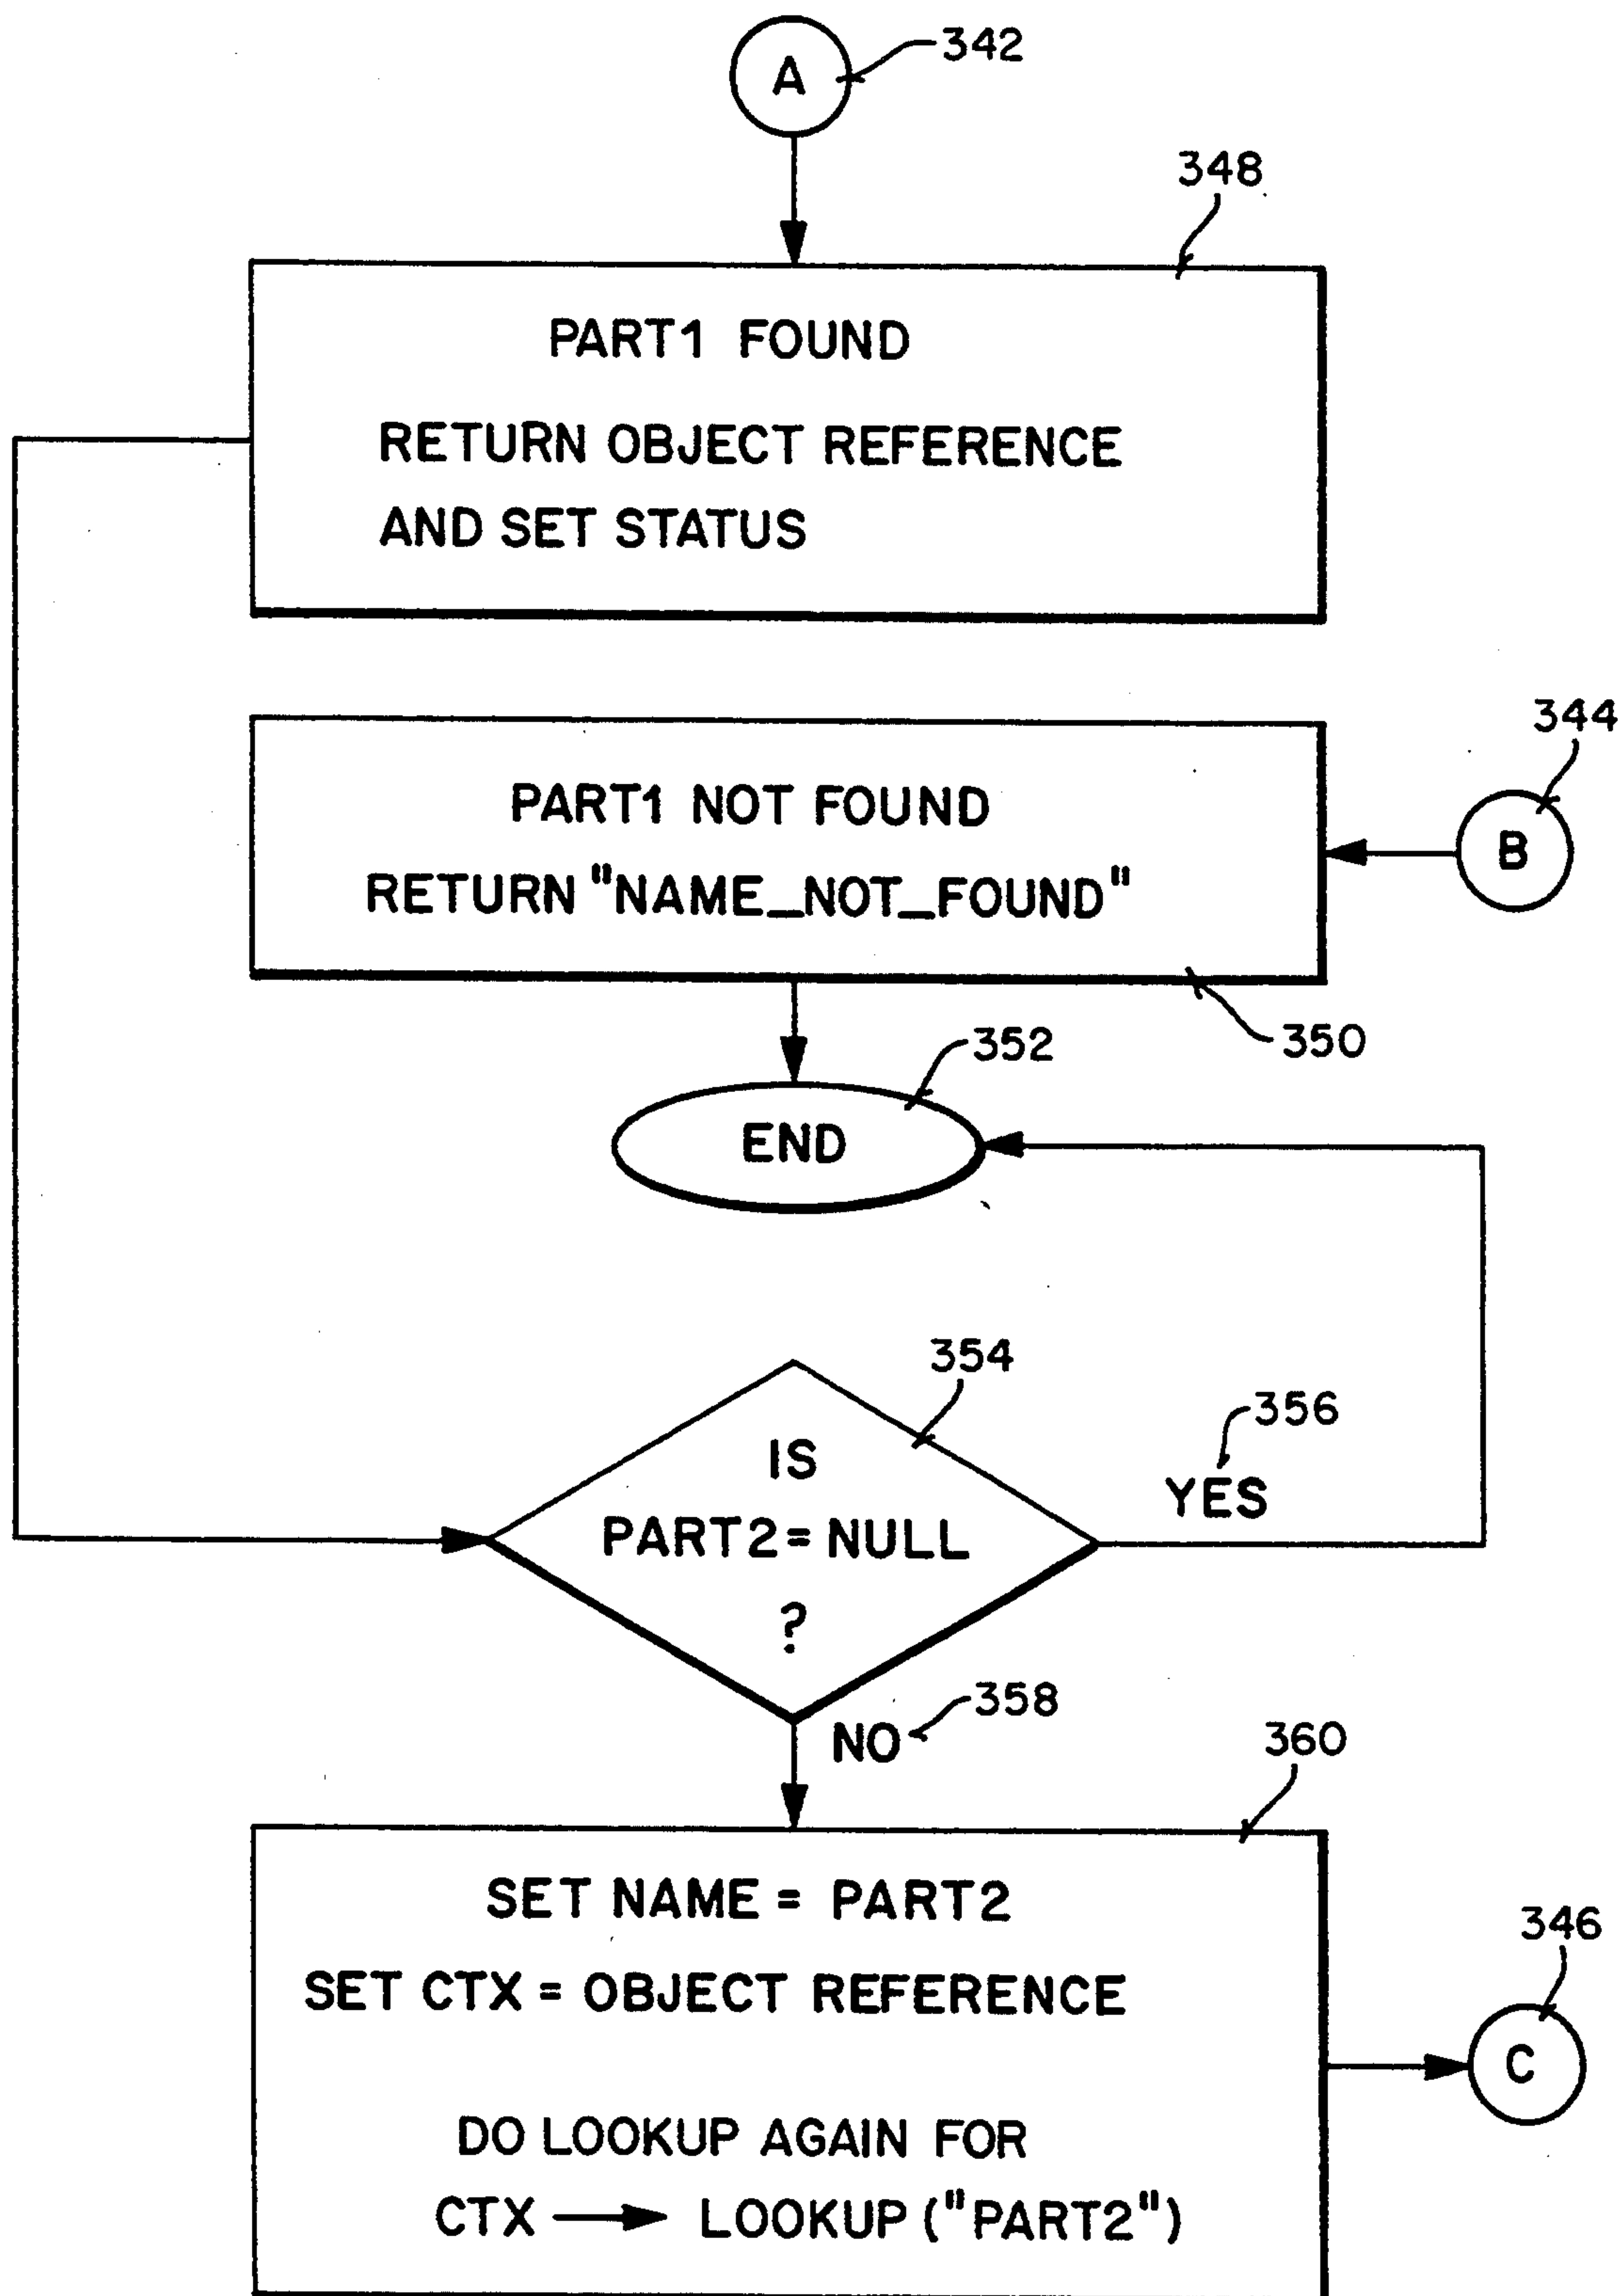 A
342
348
PART1 FOUND
RETURN OBJECT REFERENCE
AND SET STATUS
344
PART1 NOT FOUND
B
RETURN "NAME_NOT_FOUND"
350
352
END
354
356
IS
YES
PART2 = NULL
?
358
NO
360
SET NAME = PART2
346
SET CTX = OBJECT REFERENCE
C
DO LOOKUP AGAIN FOR
CTX → LOOKUP ("PART2")